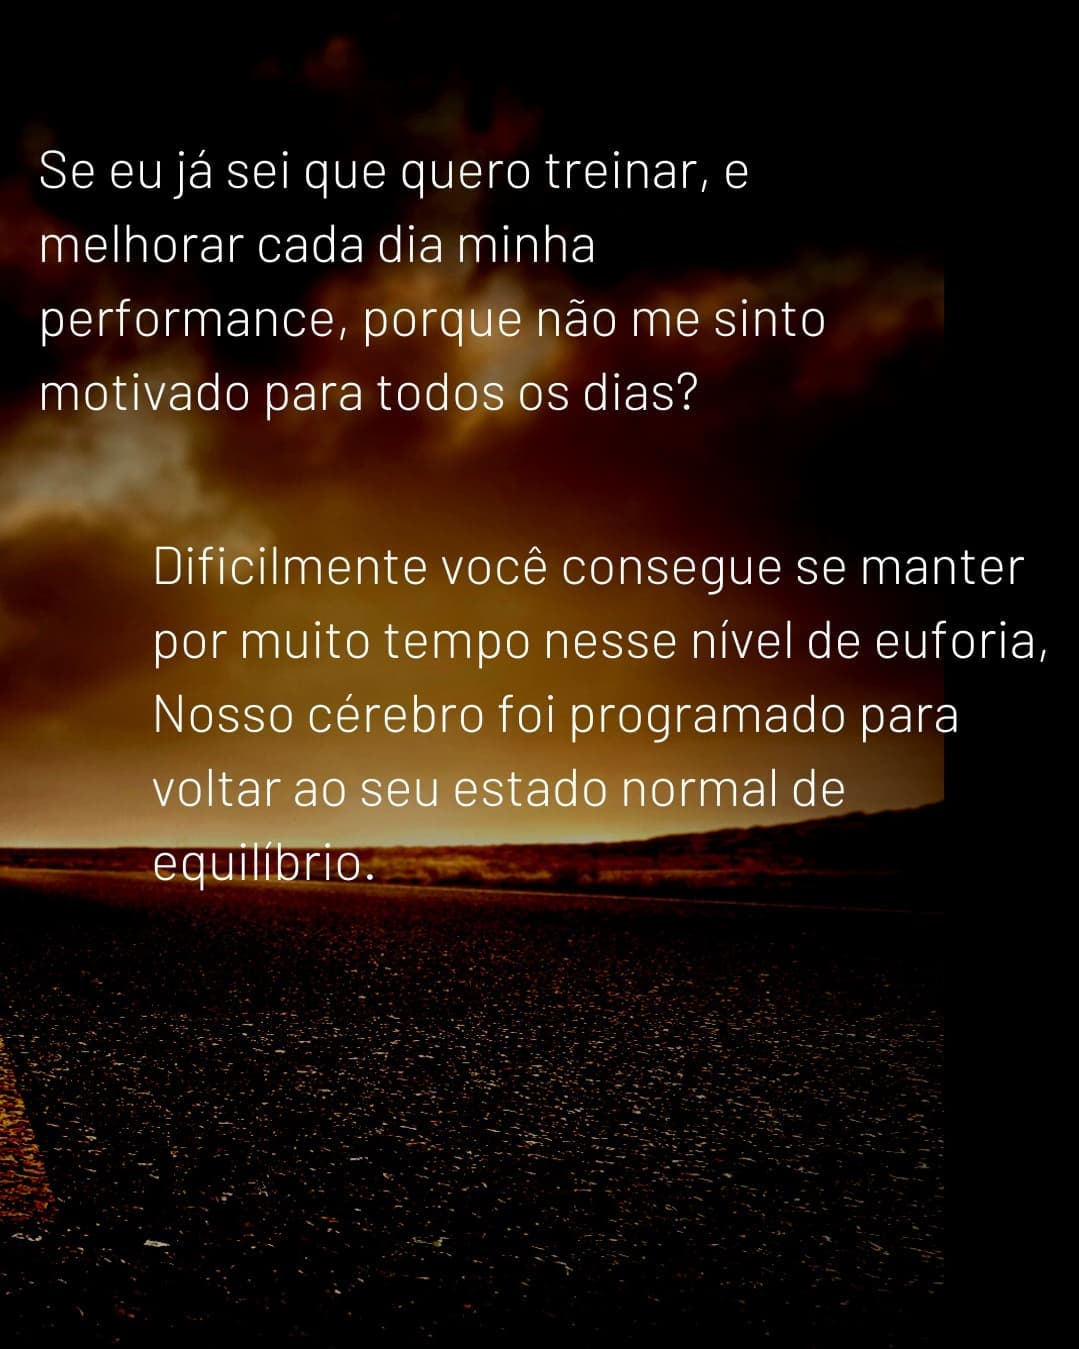 Se eu já sei que quero treinar, e
melhorar cada dia minha
performance, porque não me sinto
motivado para todos os dias?
Dificilmente você consegue se manter
por muito tempo nesse nível de euforia,
Nosso cérebro foi programado para
voltar ao seu estado normal de
equilíbrio.